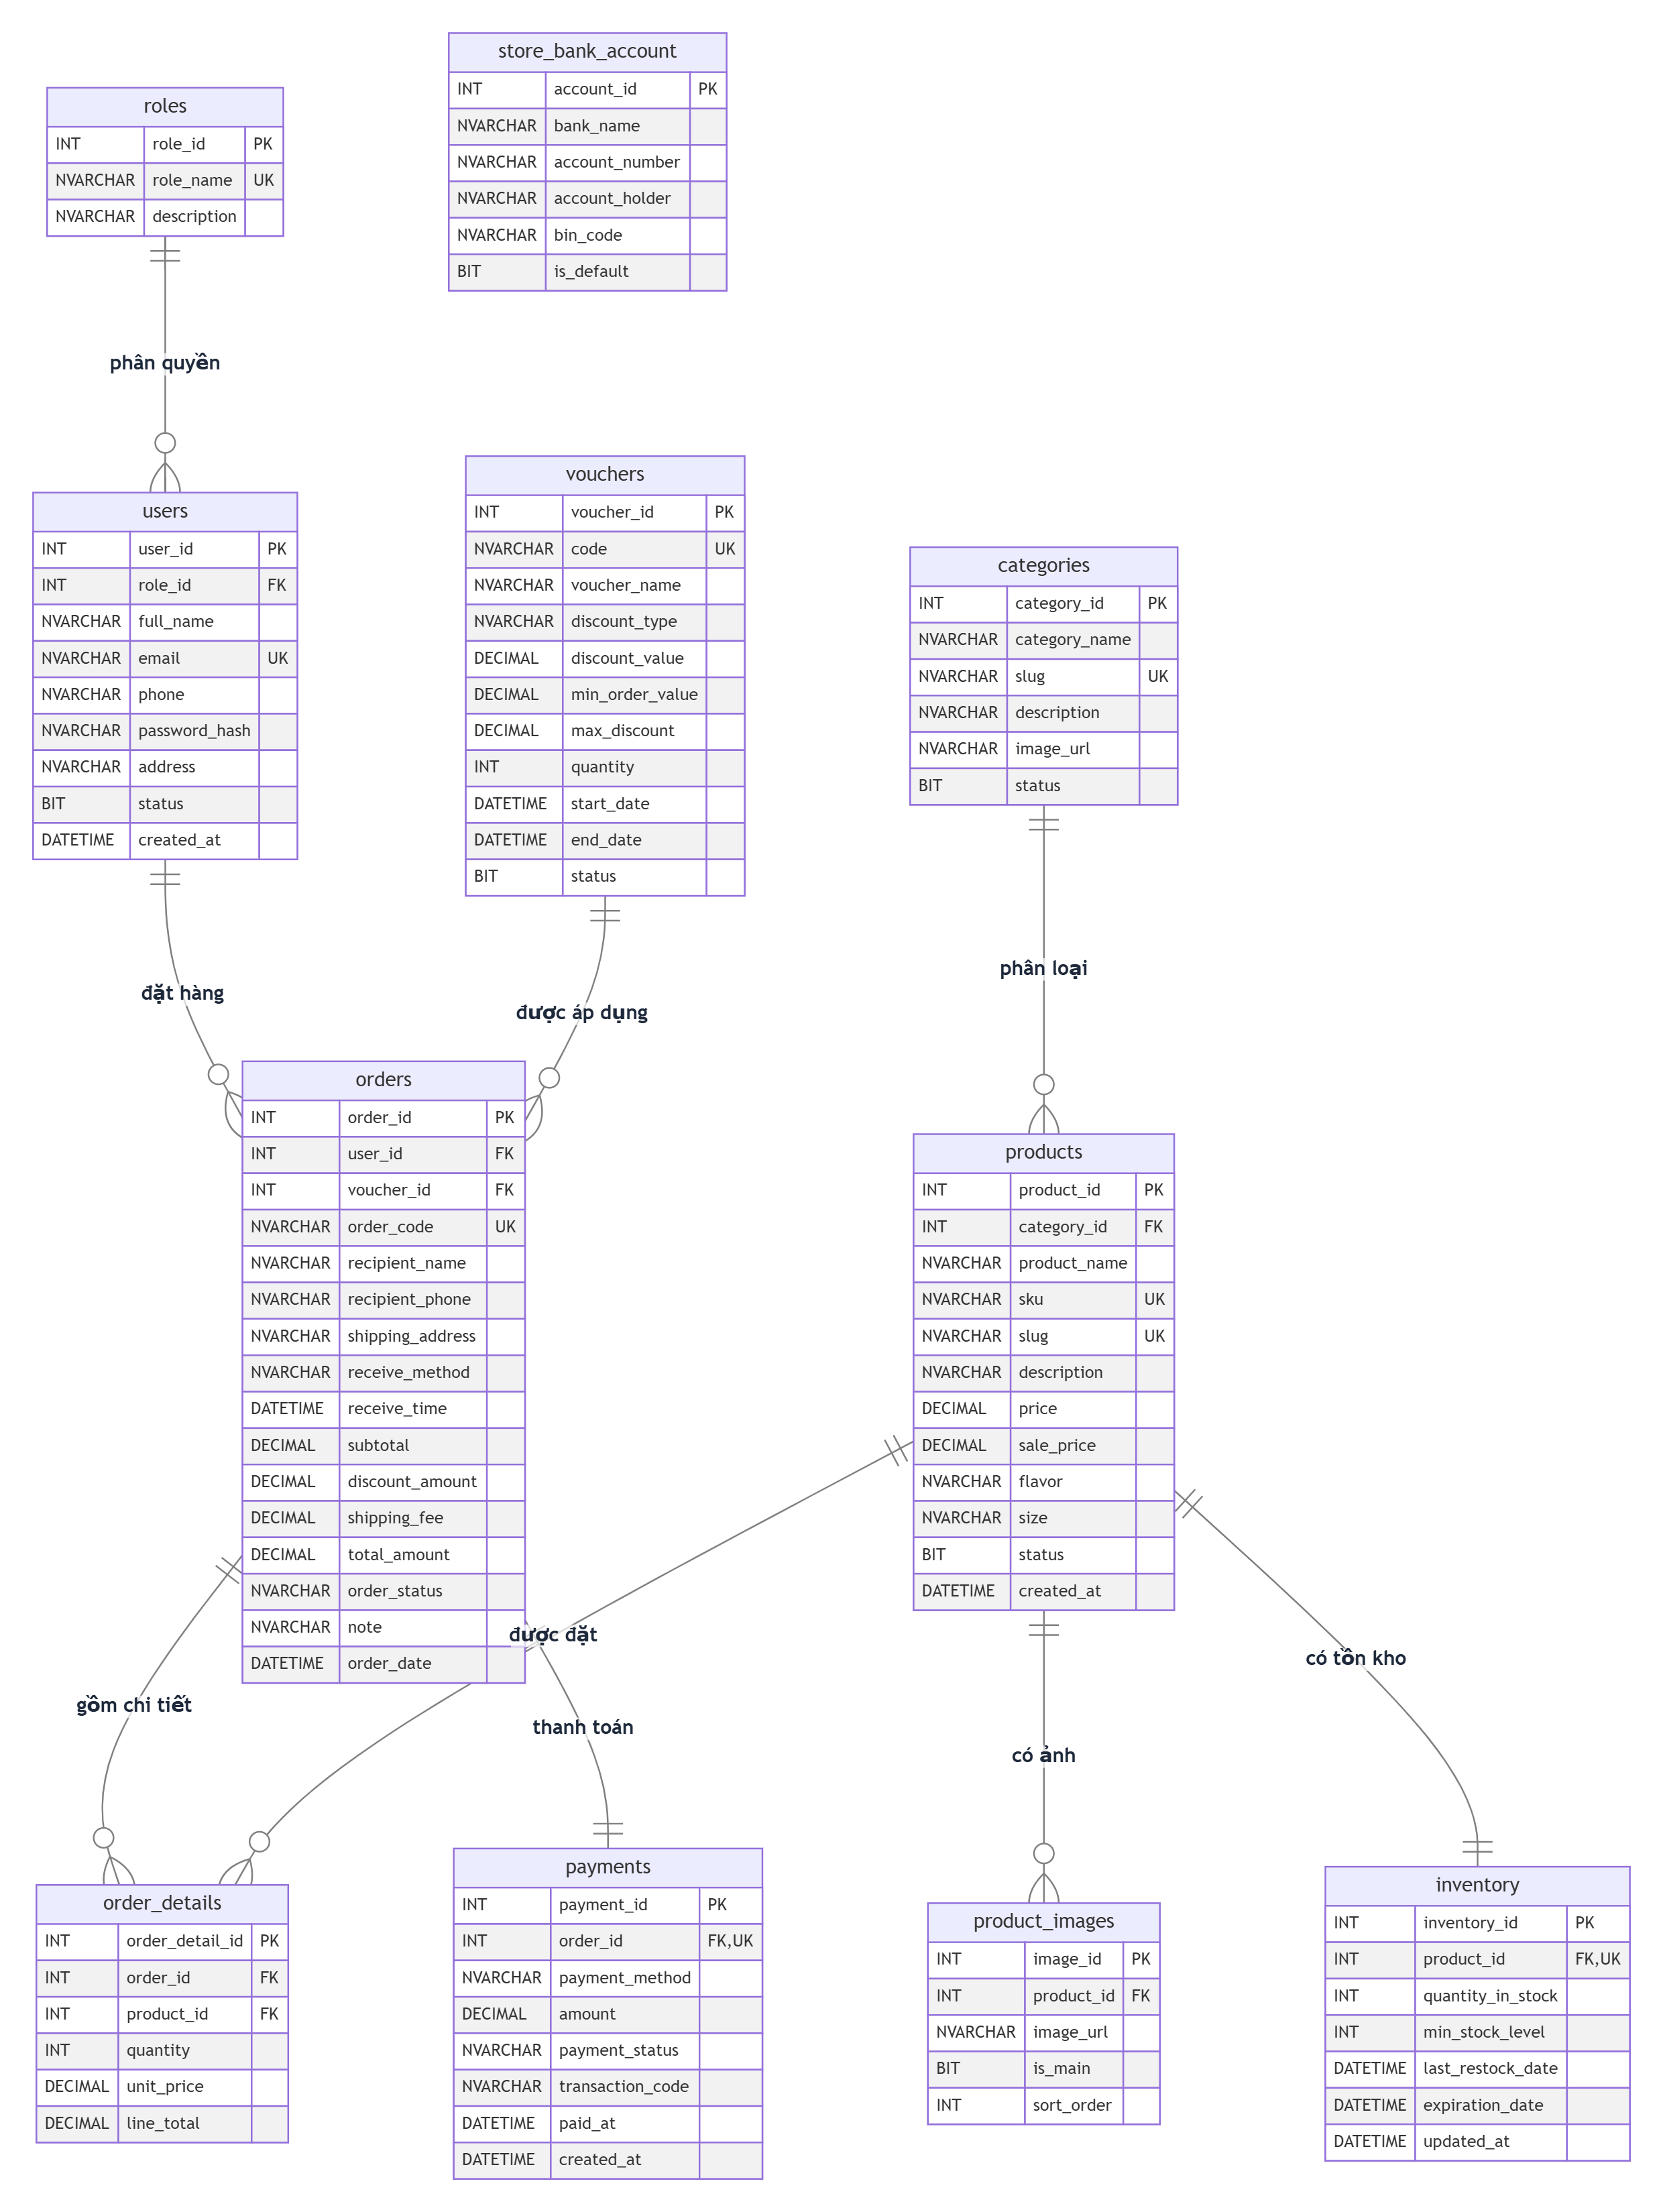 store_bank_account
INT account_id PK
NVARCHAR bank_name
NVARCHAR account_number
NVARCHAR account_holder
NVARCHAR bin_code
BIT is_default
roles
INT role_id PK
NVARCHAR role_name UK
NVARCHAR description
phân quyền
users
INT user_id PK
INT role_id FK
NVARCHAR full_name
NVARCHAR email UK
NVARCHAR phone
NVARCHAR password_hash
NVARCHAR address
BIT status
DATETIME created_at
vouchers
INT voucher_id PK
NVARCHAR code UK
NVARCHAR voucher_name
NVARCHAR discount_type
DECIMAL discount_value
DECIMAL min_order_value
DECIMAL max_discount
INT quantity
DATETIME start_date
DATETIME end_date
BIT status
categories
INT category_id PK
NVARCHAR category_name
NVARCHAR slug UK
NVARCHAR description
NVARCHAR image_url
BIT status
đặt hàng
được áp dụng
phân loại
orders
INT order_id PK
INT user_id FK
INT voucher_id FK
NVARCHAR order_code UK
NVARCHAR recipient_name
NVARCHAR recipient_phone
NVARCHAR shipping_address
NVARCHAR receive_method
DATETIME receive_time
DECIMAL subtotal
DECIMAL discount_amount
DECIMAL shipping_fee
DECIMAL total_amount
NVARCHAR order_status
NVARCHAR note
DATETIME order_date
products
INT product_id PK
INT category_id FK
NVARCHAR product_name
NVARCHAR sku UK
NVARCHAR slug UK
NVARCHAR description
DECIMAL price
DECIMAL sale_price
NVARCHAR flavor
NVARCHAR size
BIT status
DATETIME created_at
được đặt
có tồn kho
gồm chi tiết
thanh toán
có ảnh
order_details
INT order_detail_id PK
INT order_id FK
INT product_id FK
INT quantity
DECIMAL unit_price
DECIMAL line_total
payments
INT payment_id PK
INT order_id FK,UK
NVARCHAR payment_method
DECIMAL amount
NVARCHAR payment_status
NVARCHAR transaction_code
DATETIME paid_at
DATETIME created_at
product_images
INT image_id PK
INT product_id FK
NVARCHAR image_url
BIT is_main
INT sort_order
inventory
INT inventory_id PK
INT product_id FK,UK
INT quantity_in_stock
INT min_stock_level
DATETIME last_restock_date
DATETIME expiration_date
DATETIME updated_at